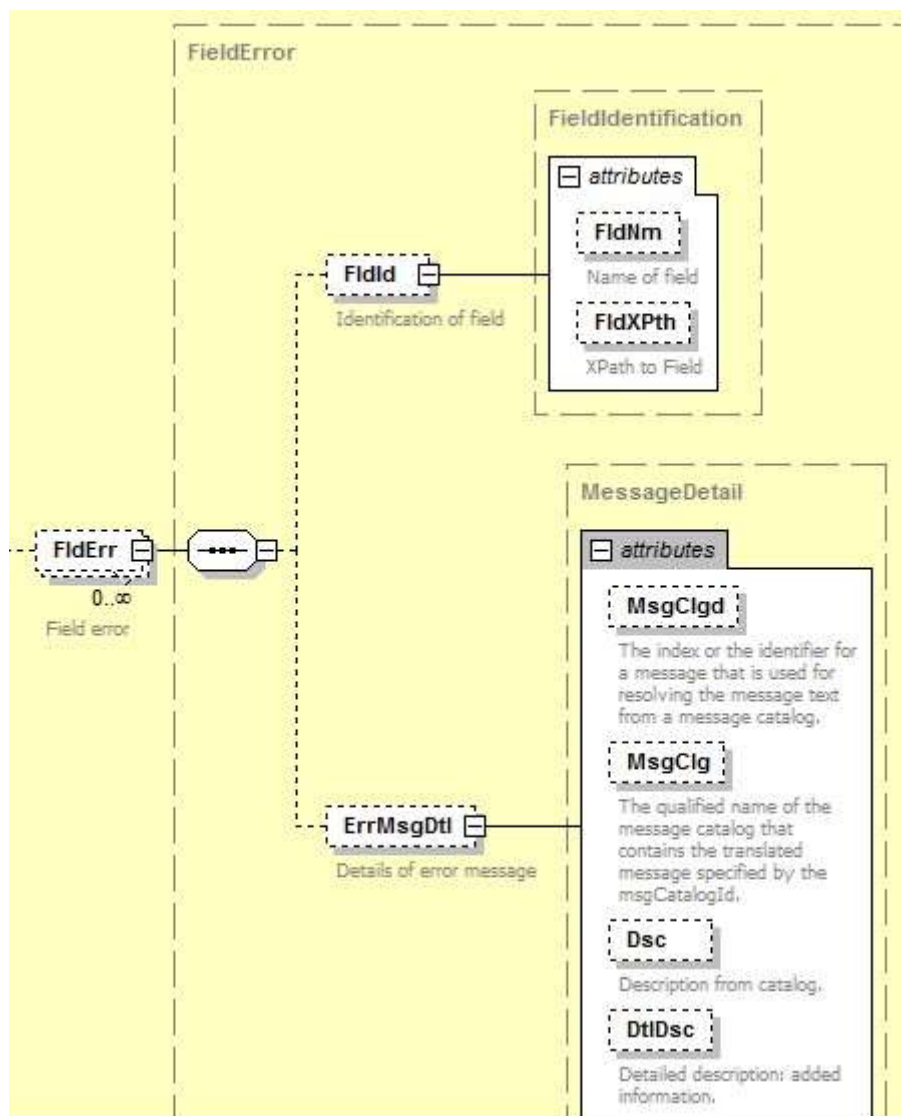 FieldError
FieldIdentification
attributes
FldNm
Name of field
FldId
Identification of field
FldXPth
XPath to Field
MessageDetail
FldErr
0..∞
Field error
attributes
MsgClgd
The index or the identifier for
a message that is used for
resolving the message text
from a message catalog.
MsgClg
The qualified name of the
message catalog that
contains the translated
message specified by the
msgCatalogId.
ErrMsgDtl
Details of error message
Dsc
Description from catalog.
DtlDsc
Detailed description: added
information.